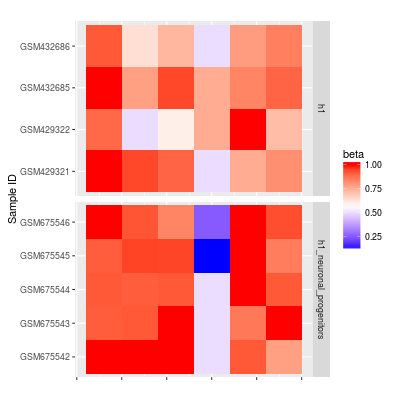 GSM432686
GSM432685
GSM429322
GSM429321
h1
GSM675546
GSM675545
GSM675544
GSM675543
GSM675542
h1_neuronal_progenitors
Sample ID
beta
1.00
0.75
0.50
0.25